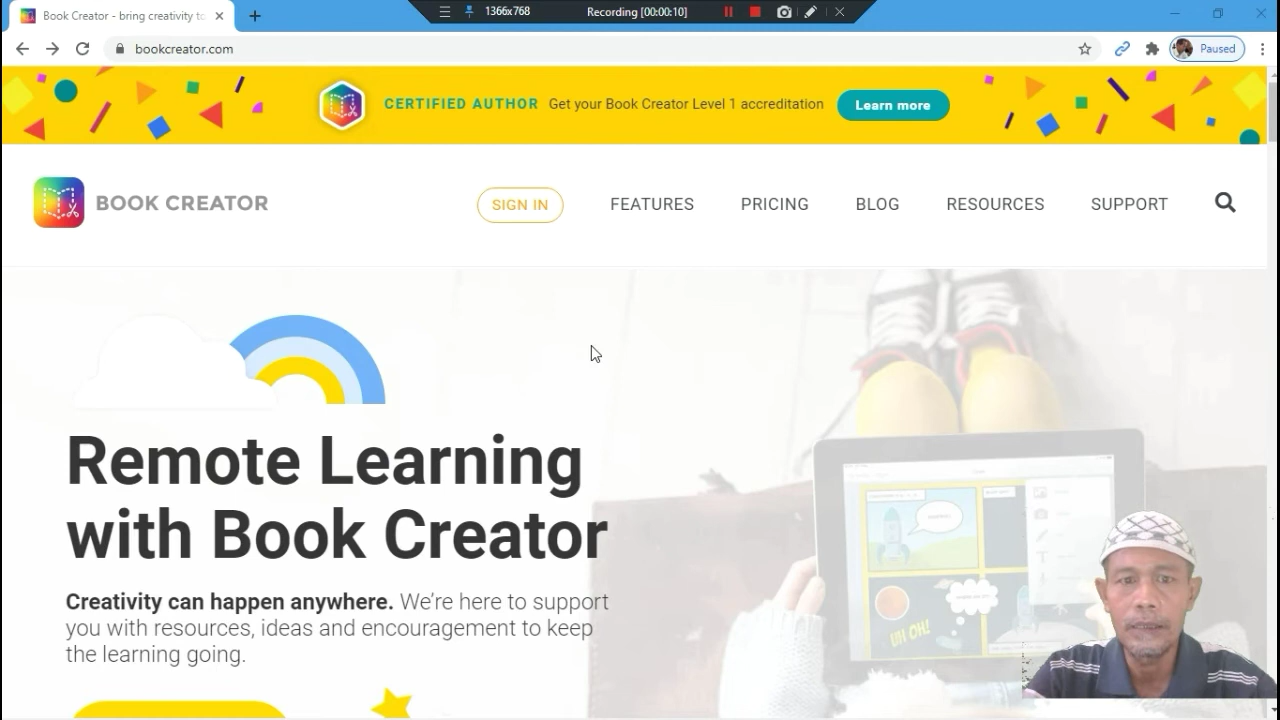 Book Creator - bring creativity to
1366x768
Recording [00:00:10]
bookcreator.com
Paused
CERTIFIED AUTHOR Get your Book Creator Level 1 accreditation
Learn more
BOOK CREATOR
SIGN IN
FEATURES
PRICING
BLOG
RESOURCES
SUPPORT
Remote Learning
with Book Creator
Creativity can happen anywhere. We’re here to support
you with resources, ideas and encouragement to keep
the learning going.
UH OH!